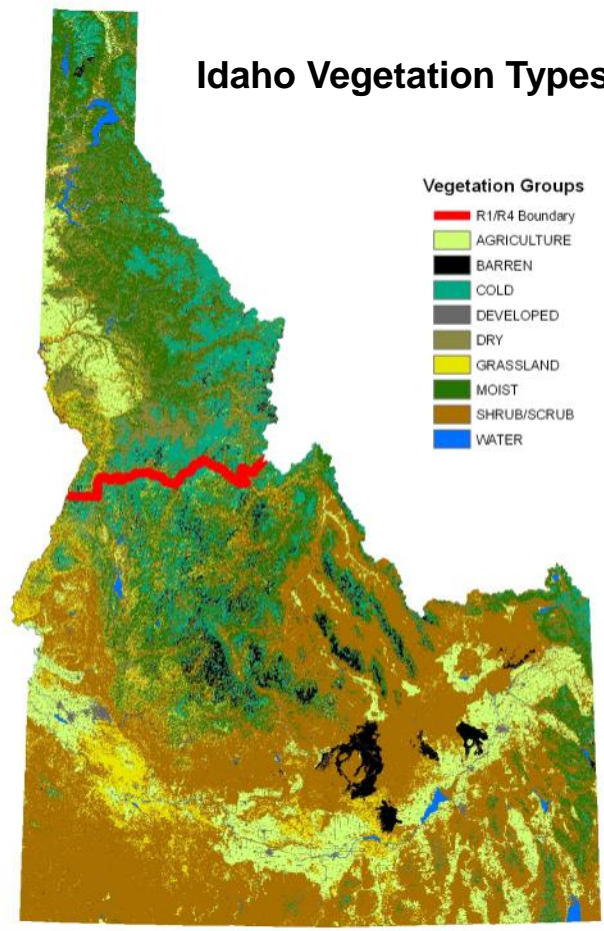 Idaho Vegetation Types
Vegetation Groups
R1/R4 Boundary
AGRICULTURE
BARREN
COLD
DEVELOPED
DRY
GRASSLAND
MOIST
SHRUB/SCRUB
WATER